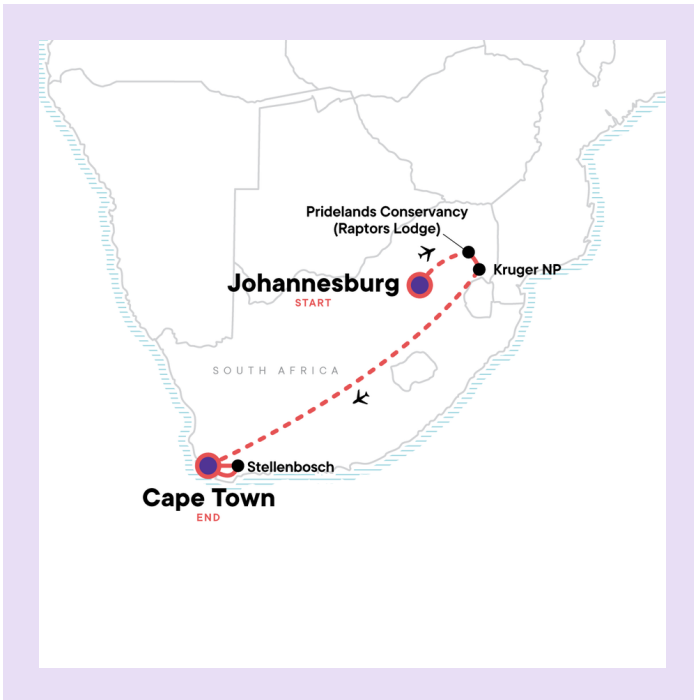 Pridelands Conservancy
(Raptors Lodge)
Kruger NP
Johannesburg
START
SOUTH AFRICA
Stellenbosch
Cape Town
END